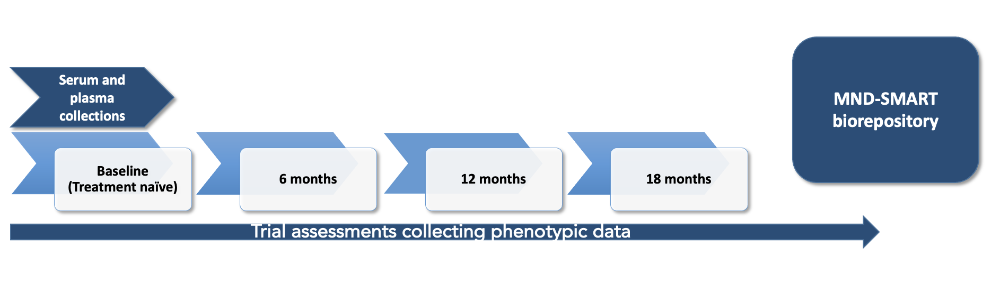 Serum and
plasma
collections
Baseline
(Treatment naïve)
6 months
12 months
18 months
MND-SMART
biorepository
Trial assessments collecting phenotypic data